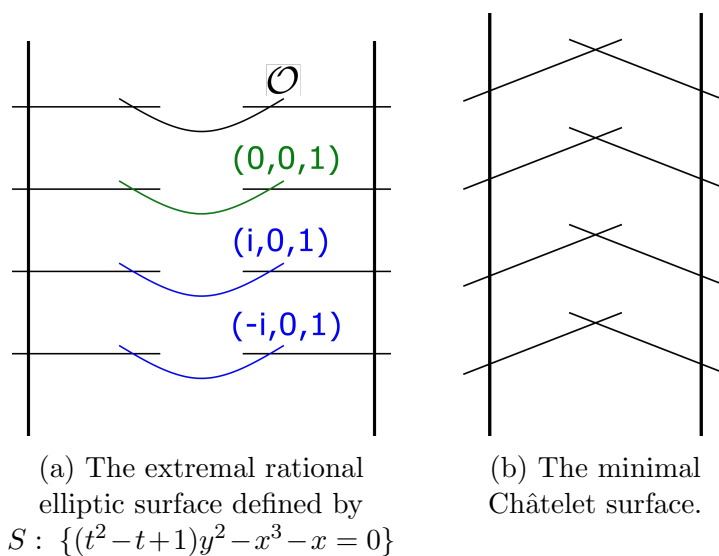 𝒪
(0,0,1)
(i,0,1)
(-i,0,1)
(a) The extremal rational
elliptic surface defined by
S : {(t²−t+1)y²−x³−x = 0}
(b) The minimal
Châtelet surface.